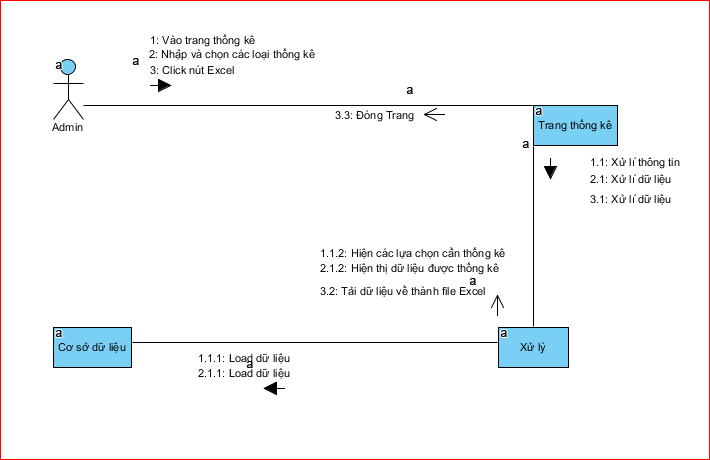 1: Vào trang thống kê
2: Nhập và chọn các loại thống kê
3: Click nút Excel
a
a
a
Admin
3.3: Đóng Trang
a
Trang thống kê
a
1.1: Xử lí thông tin
2.1: Xử lí dữ liệu
3.1: Xử lí dữ liệu
1.1.2: Hiện các lựa chọn cần thống kê
2.1.2: Hiện thị dữ liệu được thống kê
a
3.2: Tải dữ liệu về thành file Excel
a
Cơ sở dữ liệu
a
Xử lý
1.1.1: Load dữ liệu
a
2.1.1: Load dữ liệu